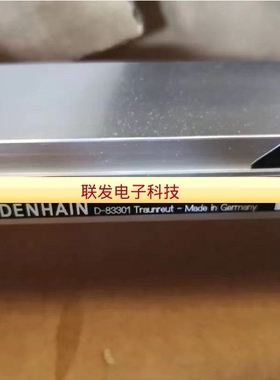 联发电子科技
DENHAIN D-83301 Traunreut - Made in Germany